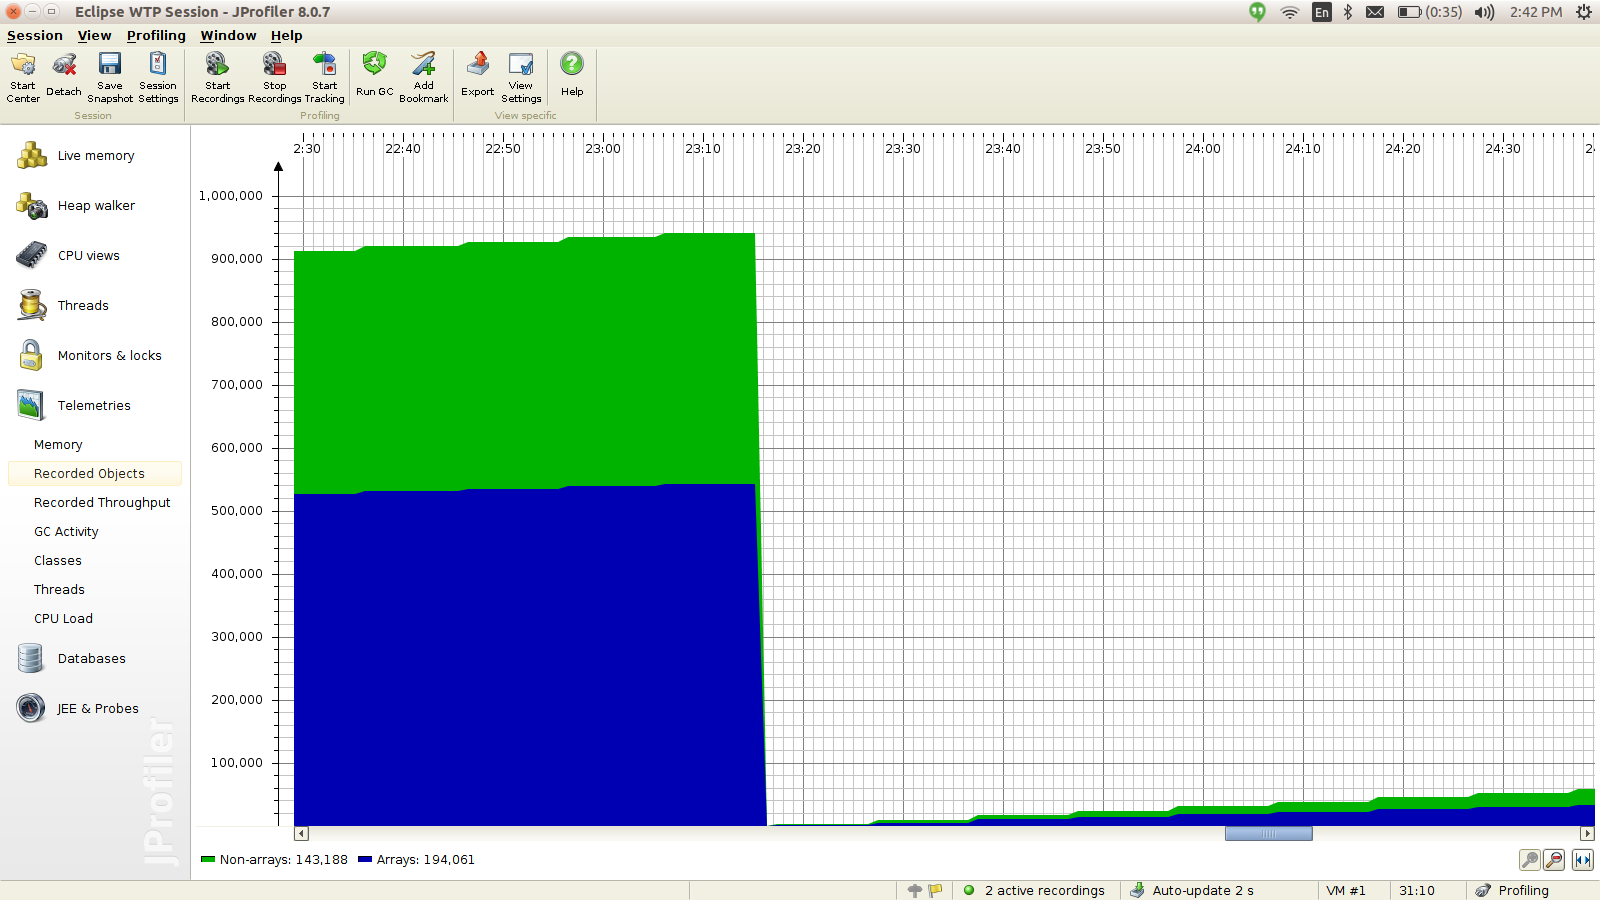 Eclipse WTP Session - JProfiler 8.0.7
En
(0:35)
2:42 PM
Session View Profiling Window Help
Start Center
Detach
Save Snapshot
Session Settings
Start Recordings
Stop Recordings
Start Tracking
Run GC
Add Bookmark
Export
View Settings
Help
Session
Profiling
View specific
Live memory
Heap walker
CPU views
Threads
Monitors & locks
Telemetries
Memory
Recorded Objects
Recorded Throughput
GC Activity
Classes
Threads
CPU Load
Databases
JEE & Probes
JProfiler
2:30 22:40 22:50 23:00 23:10 23:20 23:30 23:40 23:50 24:00 24:10 24:20 24:30 24
1,000,000
900,000
800,000
700,000
600,000
500,000
400,000
300,000
200,000
100,000
Non-arrays: 143,188 Arrays: 194,061
2 active recordings
Auto-update 2 s
VM #1
31:10
Profiling